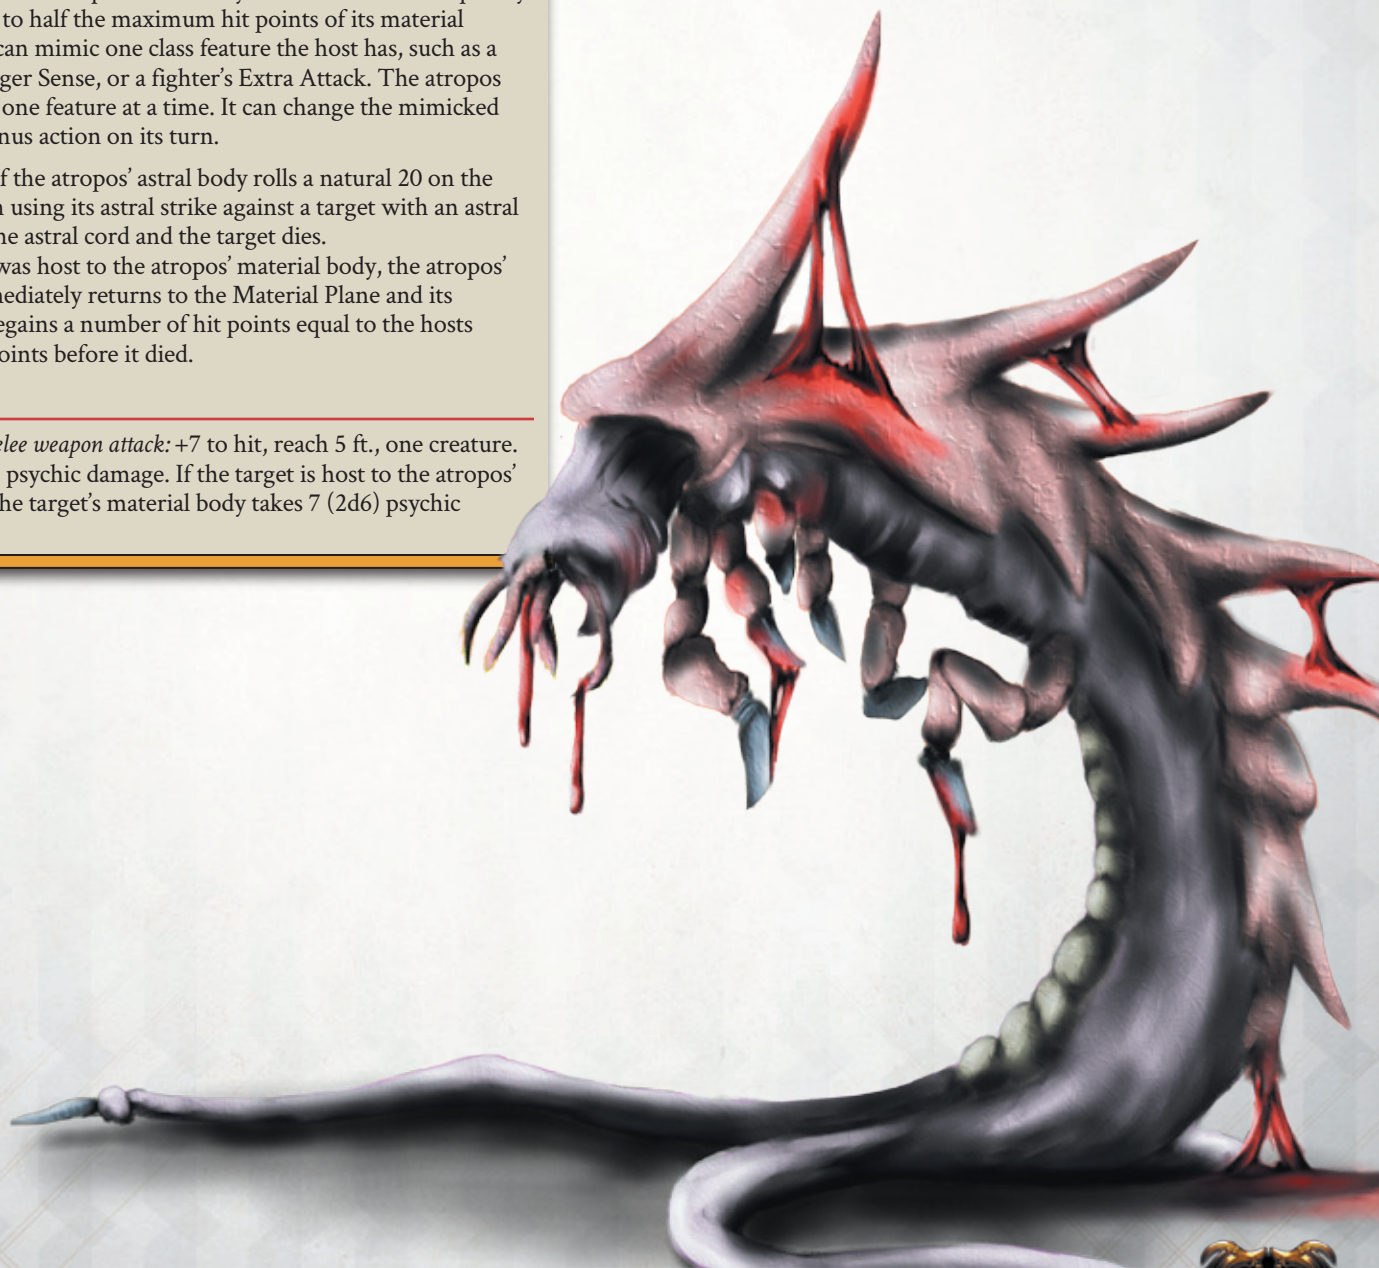 to half the maximum hit points of its material
can mimic one class feature the host has, such as a
ger Sense, or a fighter’s Extra Attack. The atropos
one feature at a time. It can change the mimicked
nus action on its turn.
f the atropos’ astral body rolls a natural 20 on the
n using its astral strike against a target with an astral
ne astral cord and the target dies.
was host to the atropos’ material body, the atropos’
nediately returns to the Material Plane and its
egains a number of hit points equal to the hosts
oints before it died.
elee weapon attack: +7 to hit, reach 5 ft., one creature.
psychic damage. If the target is host to the atropos’
he target’s material body takes 7 (2d6) psychic